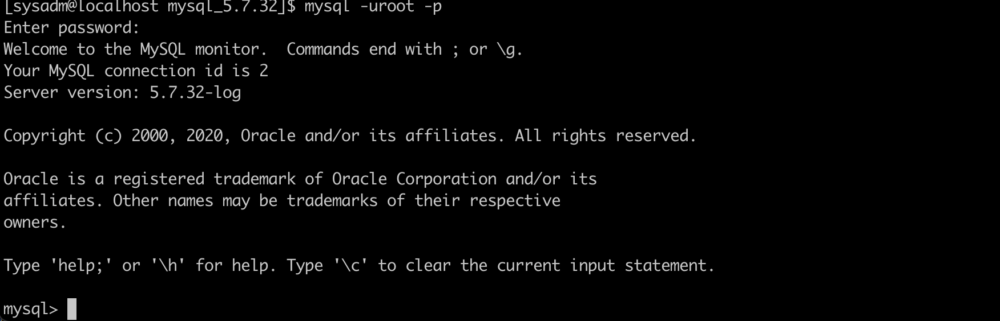 [sysadm@localhost mysql_5.7.32]$ mysql -uroot -p
Enter password:
Welcome to the MySQL monitor.  Commands end with ; or \g.
Your MySQL connection id is 2
Server version: 5.7.32-log

Copyright (c) 2000, 2020, Oracle and/or its affiliates. All rights reserved.

Oracle is a registered trademark of Oracle Corporation and/or its
affiliates. Other names may be trademarks of their respective
owners.

Type 'help;' or '\h' for help. Type '\c' to clear the current input statement.

mysql>